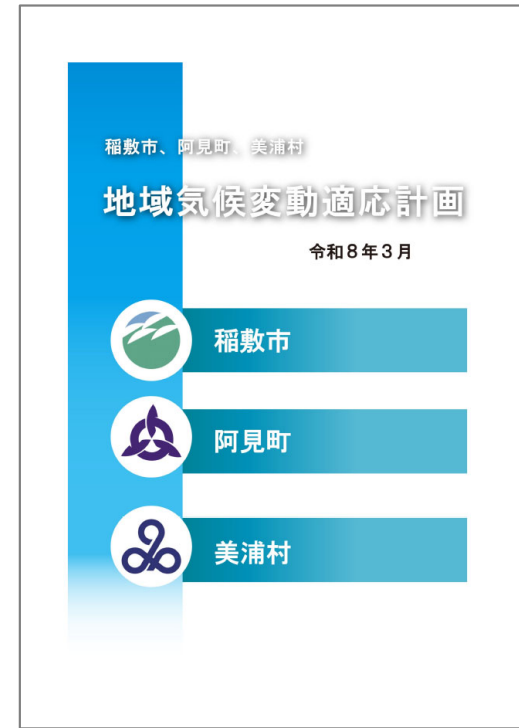 稲敷市、阿見町、美浦村
地域気候変動適応計画
令和8年3月
稲敷市
阿見町
美浦村